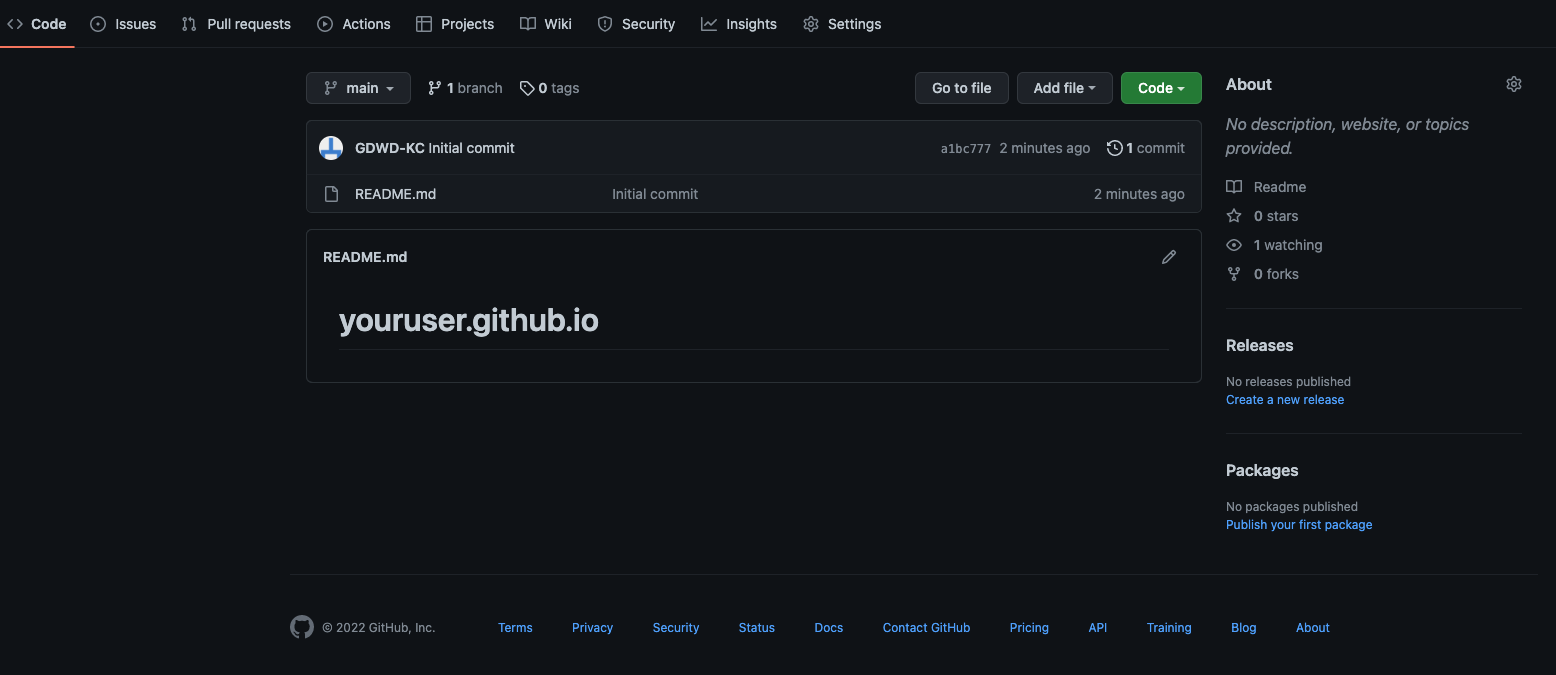 Code Issues Pull requests Actions Projects Wiki Security Insights Settings
main 1 branch 0 tags Go to file Add file Code
GDWD-KC Initial commit a1bc777 2 minutes ago 1 commit
README.md Initial commit 2 minutes ago
README.md
youruser.github.io
About
No description, website, or topics
provided.
Readme
0 stars
1 watching
0 forks
Releases
No releases published
Create a new release
Packages
No packages published
Publish your first package
© 2022 GitHub, Inc. Terms Privacy Security Status Docs Contact GitHub Pricing API Training Blog About